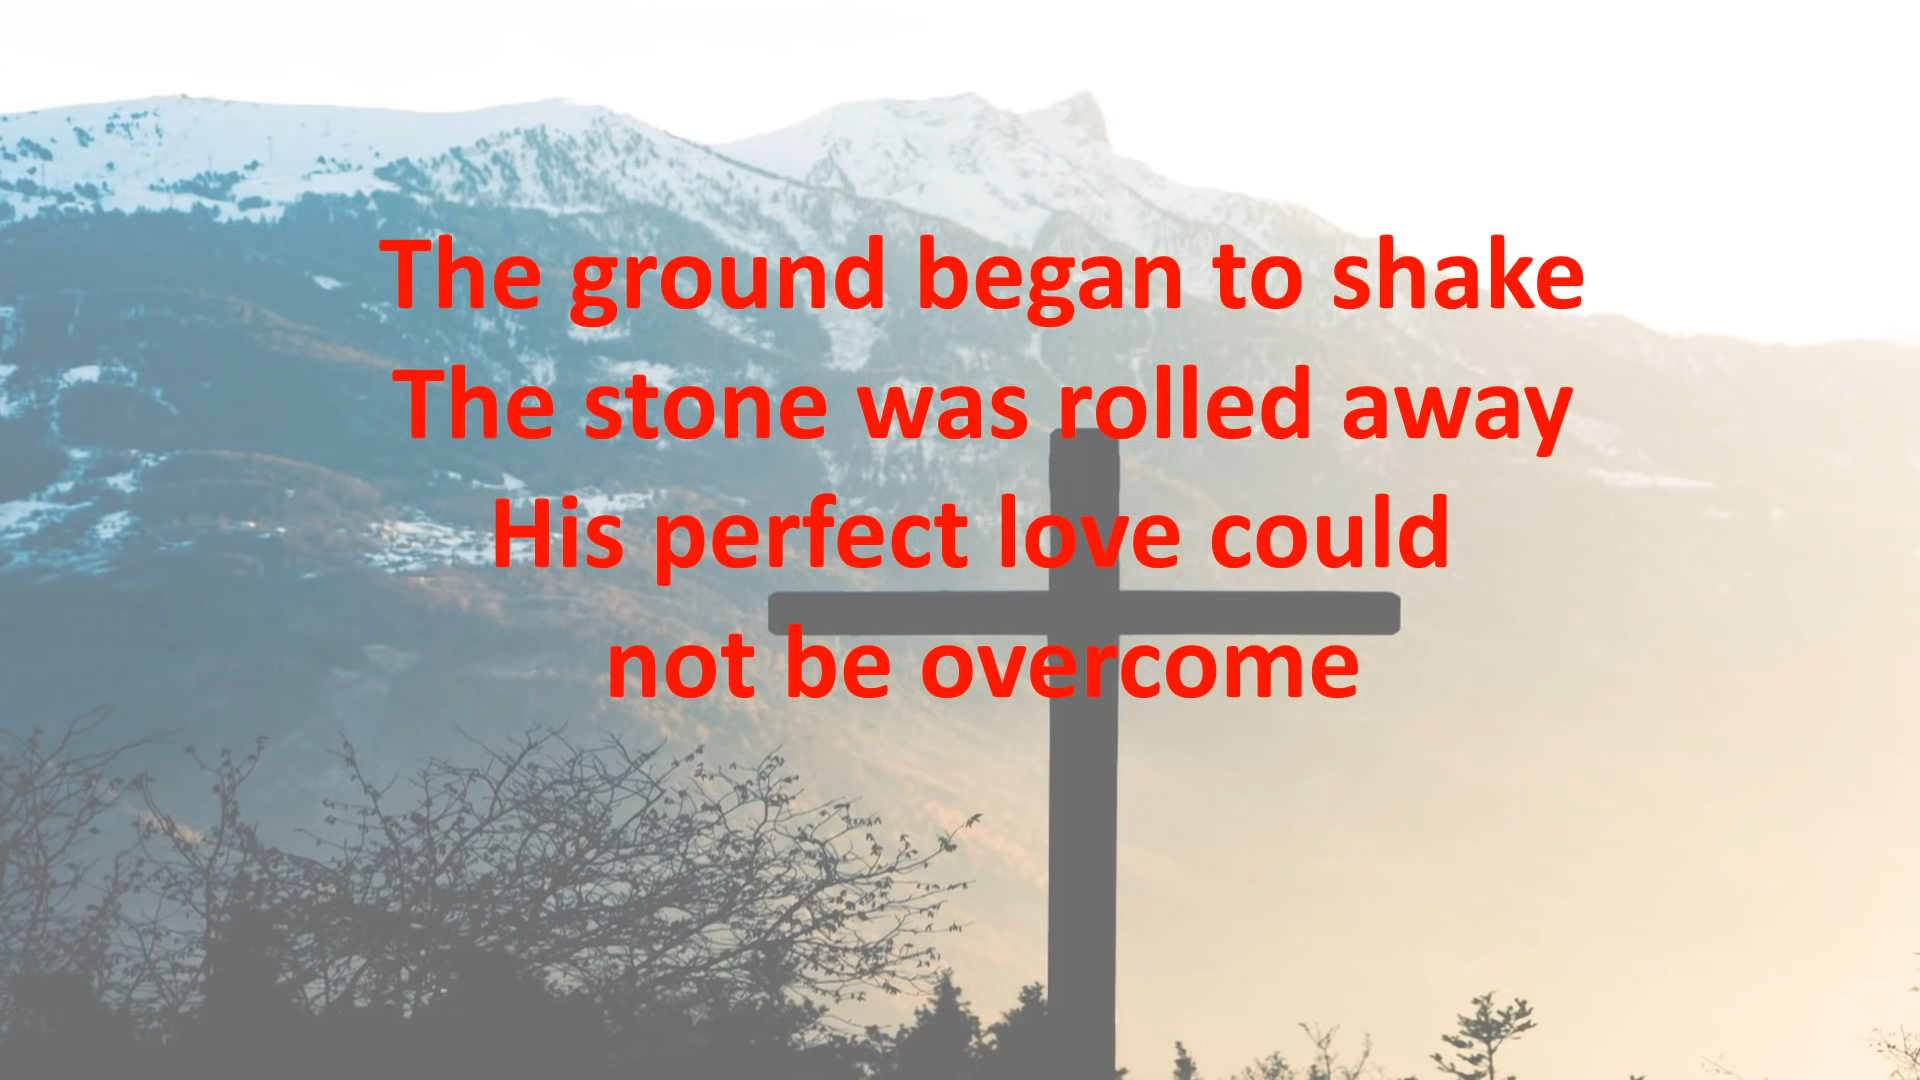 The ground began to shake
The stone was rolled away
His perfect love could
not be overcome